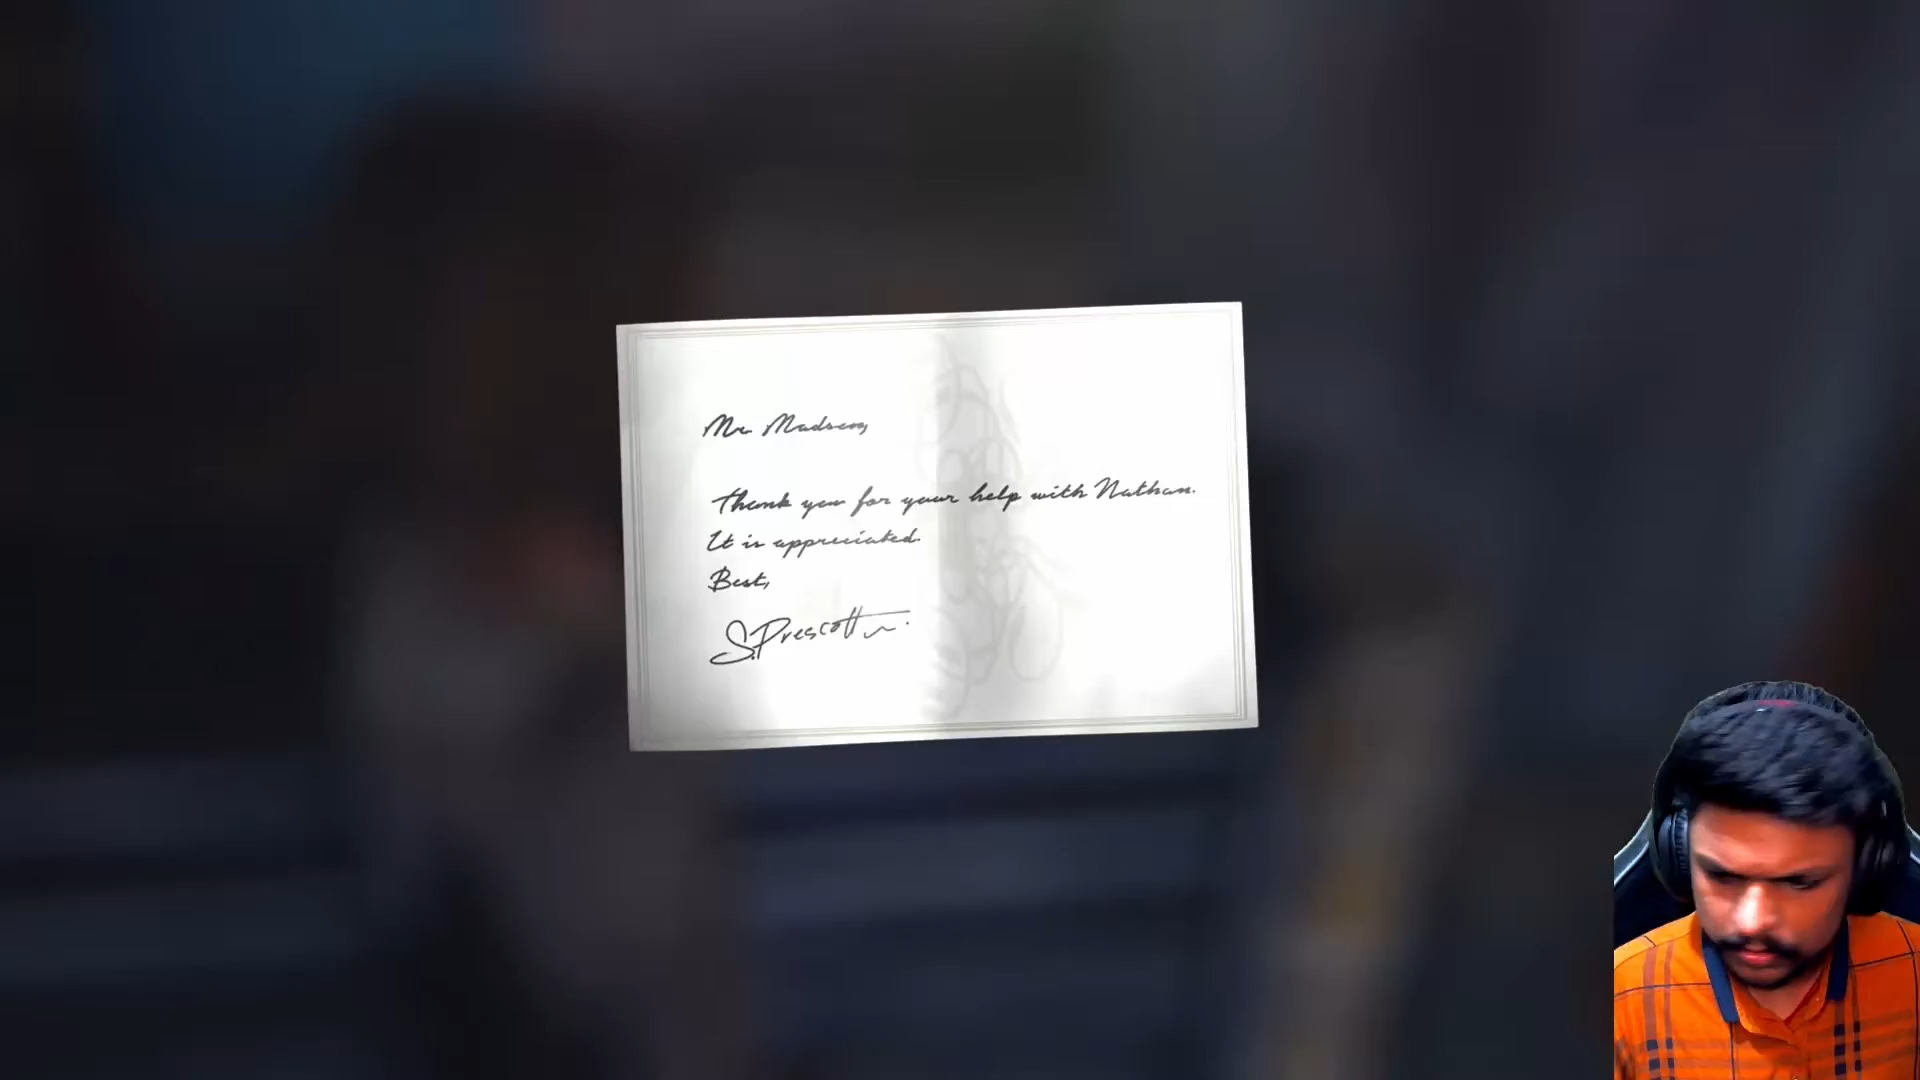 Mr. Madsen,
Thank you for your help with Nathan.
It is appreciated.
Best,
S.Prescott